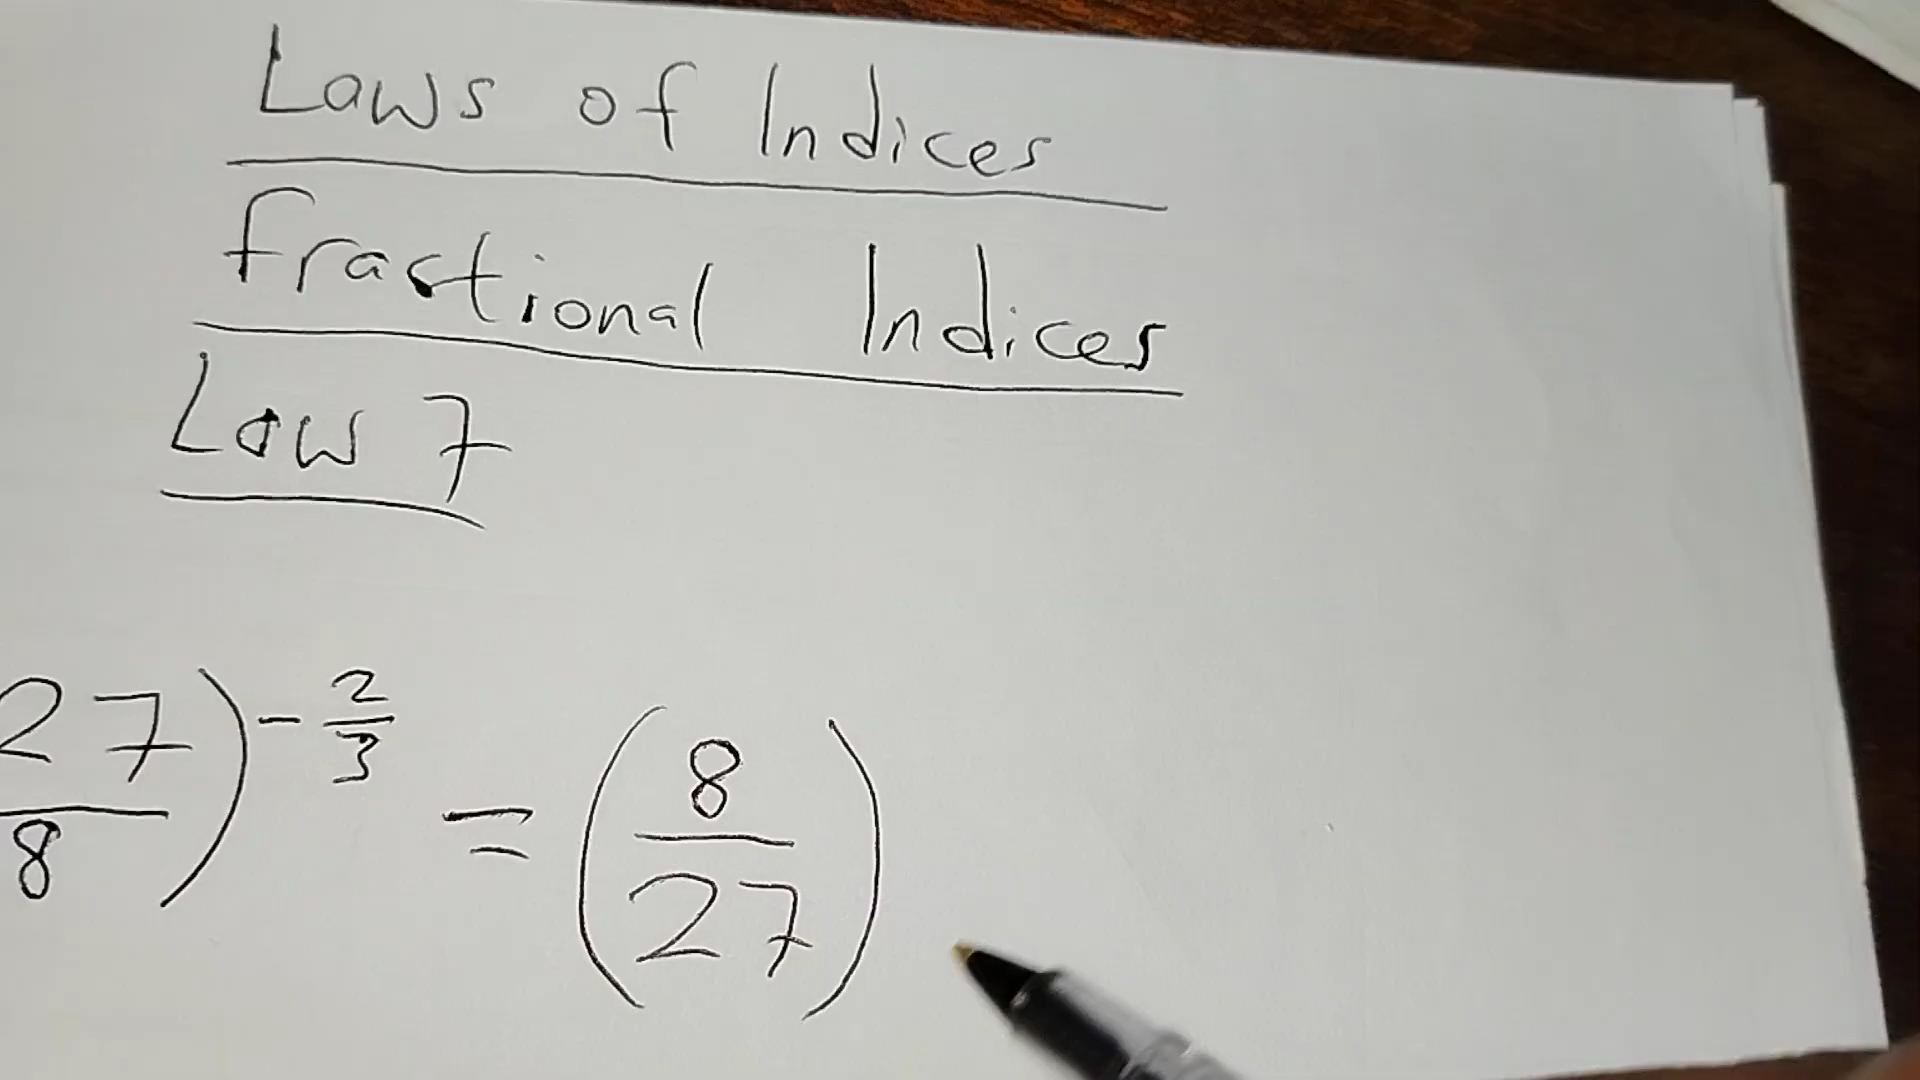 Laws of Indices
fractional Indices
Law 7
27/8)^-2/3 = (8/27)